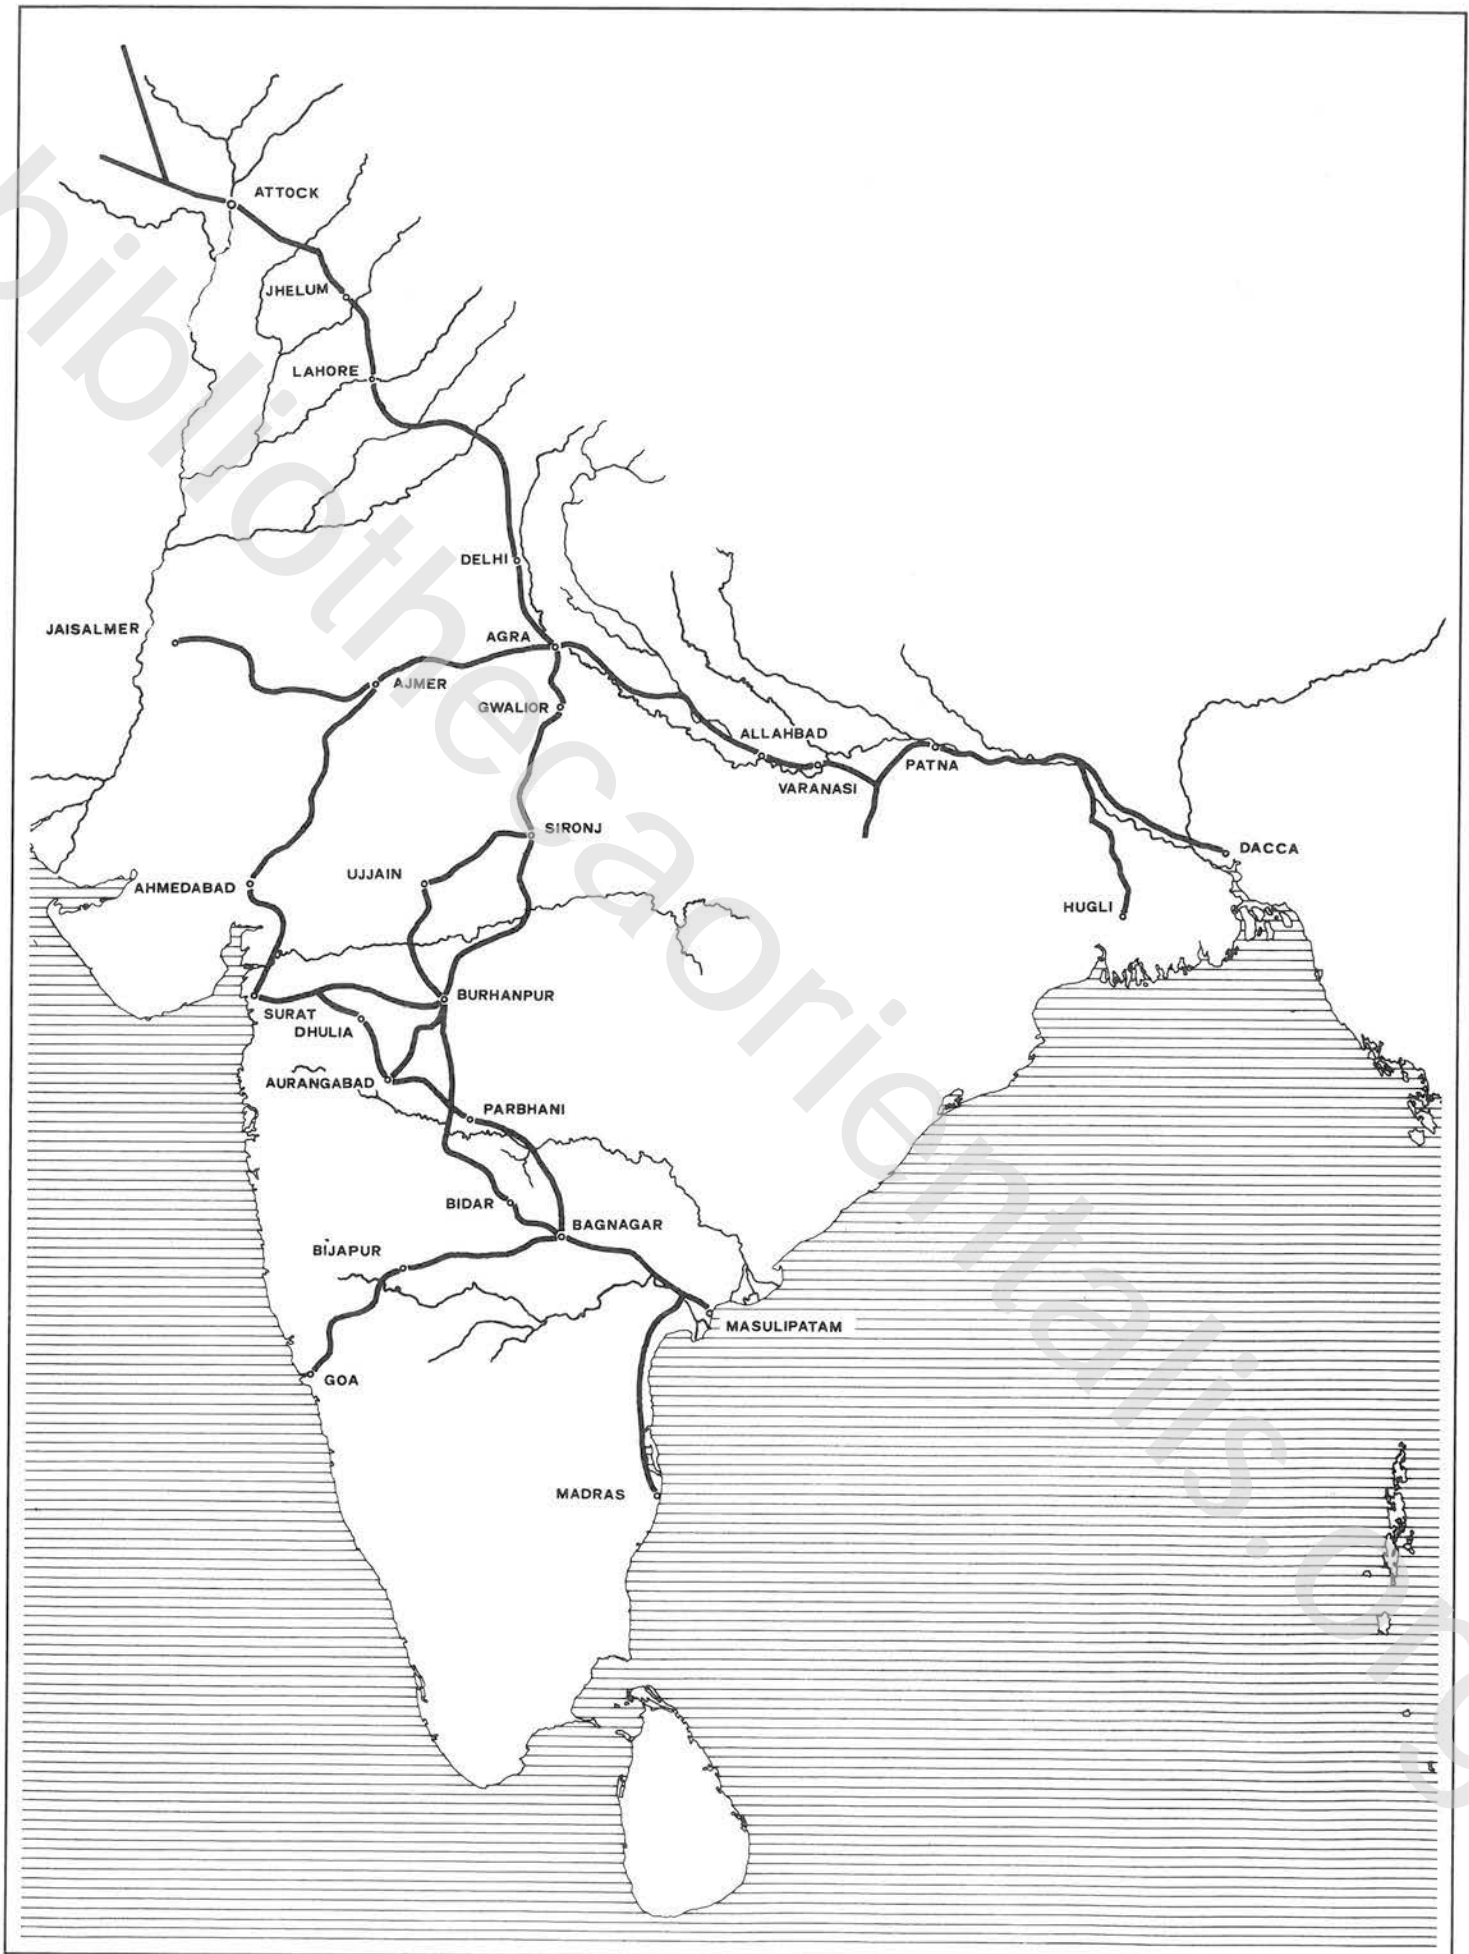 ATTOCK
JHELUM
LAHORE
DELHI
JAISALMER
AGRA
AJMER
GWALIOR
ALLAHBAD
PATNA
VARANASI
SIRONJ
DACCA
UJJAIN
AHMEDABAD
HUGLI
BURHANPUR
SURAT
DHULIA
AURANGABAD
PARBHANI
BIDAR
BAGNAGAR
BIJAPUR
MASULIPATAM
GOA
MADRAS
bibliothecaorientalis.org